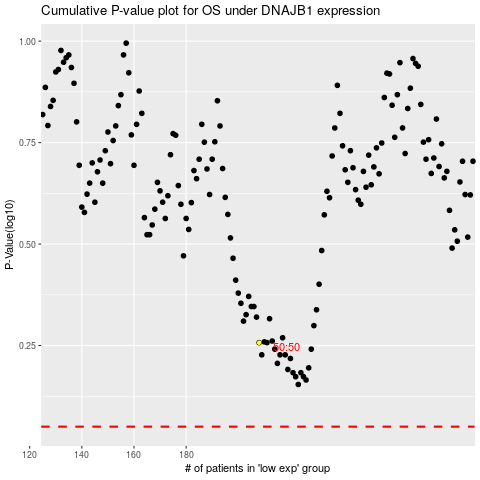 Cumulative P-value plot for OS under DNAJB1 expression
P-Value(log10)
1.00
0.75
0.50
0.25
50:50
120 140 160 180
# of patients in 'low exp' group